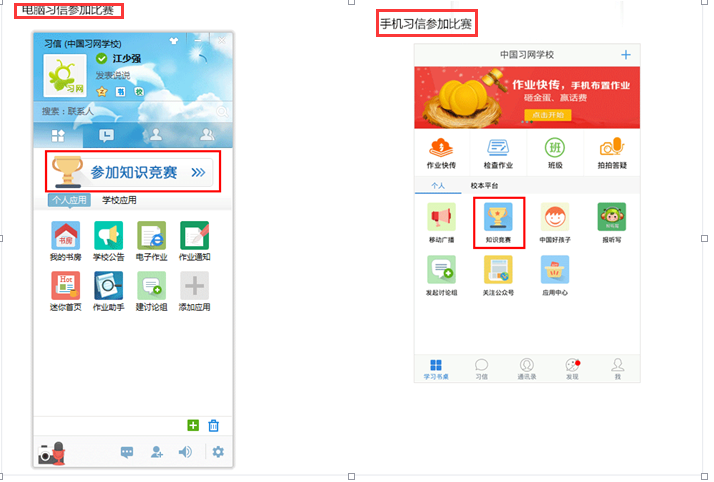 电脑习信参加比赛
习信 (中国习网学校)
江少强
发表说说
书 校
习网
搜索：联系人
参加知识竞赛
个人应用 学校应用
书房
我的书房 学校公告 电子作业 作业通知
Hot
迷你首页 作业助手 建讨论组 添加应用
手机习信参加比赛
中国习网学校
作业快传，手机布置作业
砸金蛋、赢话费
点击开始
班
作业快传 检查作业 班级 拍拍答疑
个人 校本平台
移动广播 知识竞赛 中国好孩子 报听写
发起讨论组 关注公众号 应用中心
学习书桌 习信 通讯录 发现 我